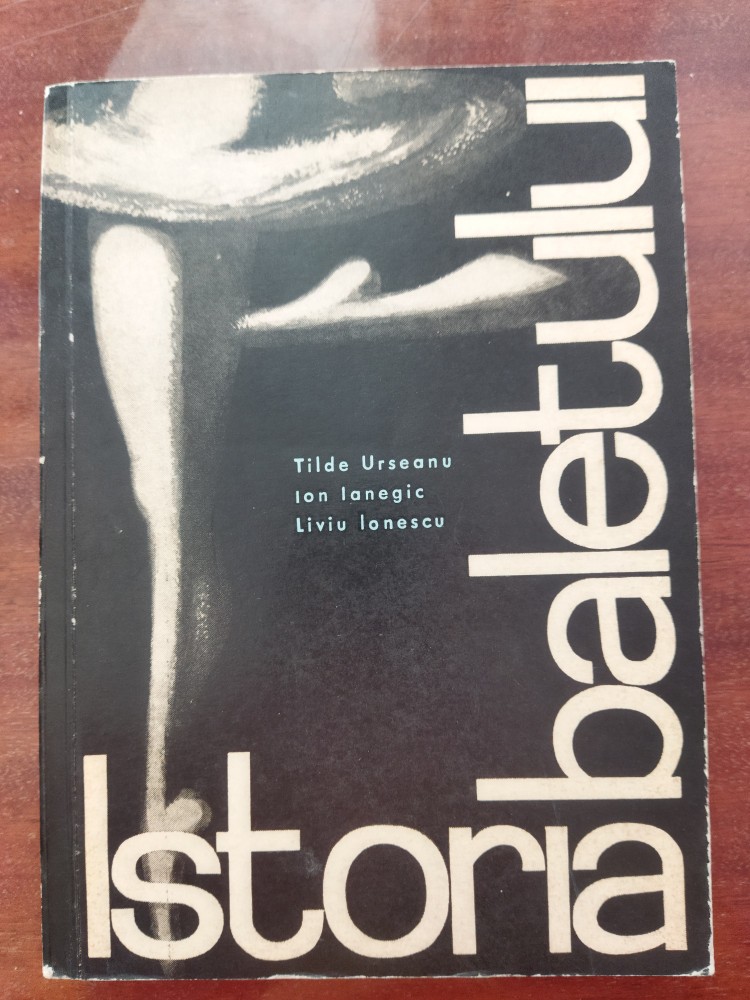 Tilde Urseanu
Ion Ianegic
Liviu Ionescu
Istoria
baletului